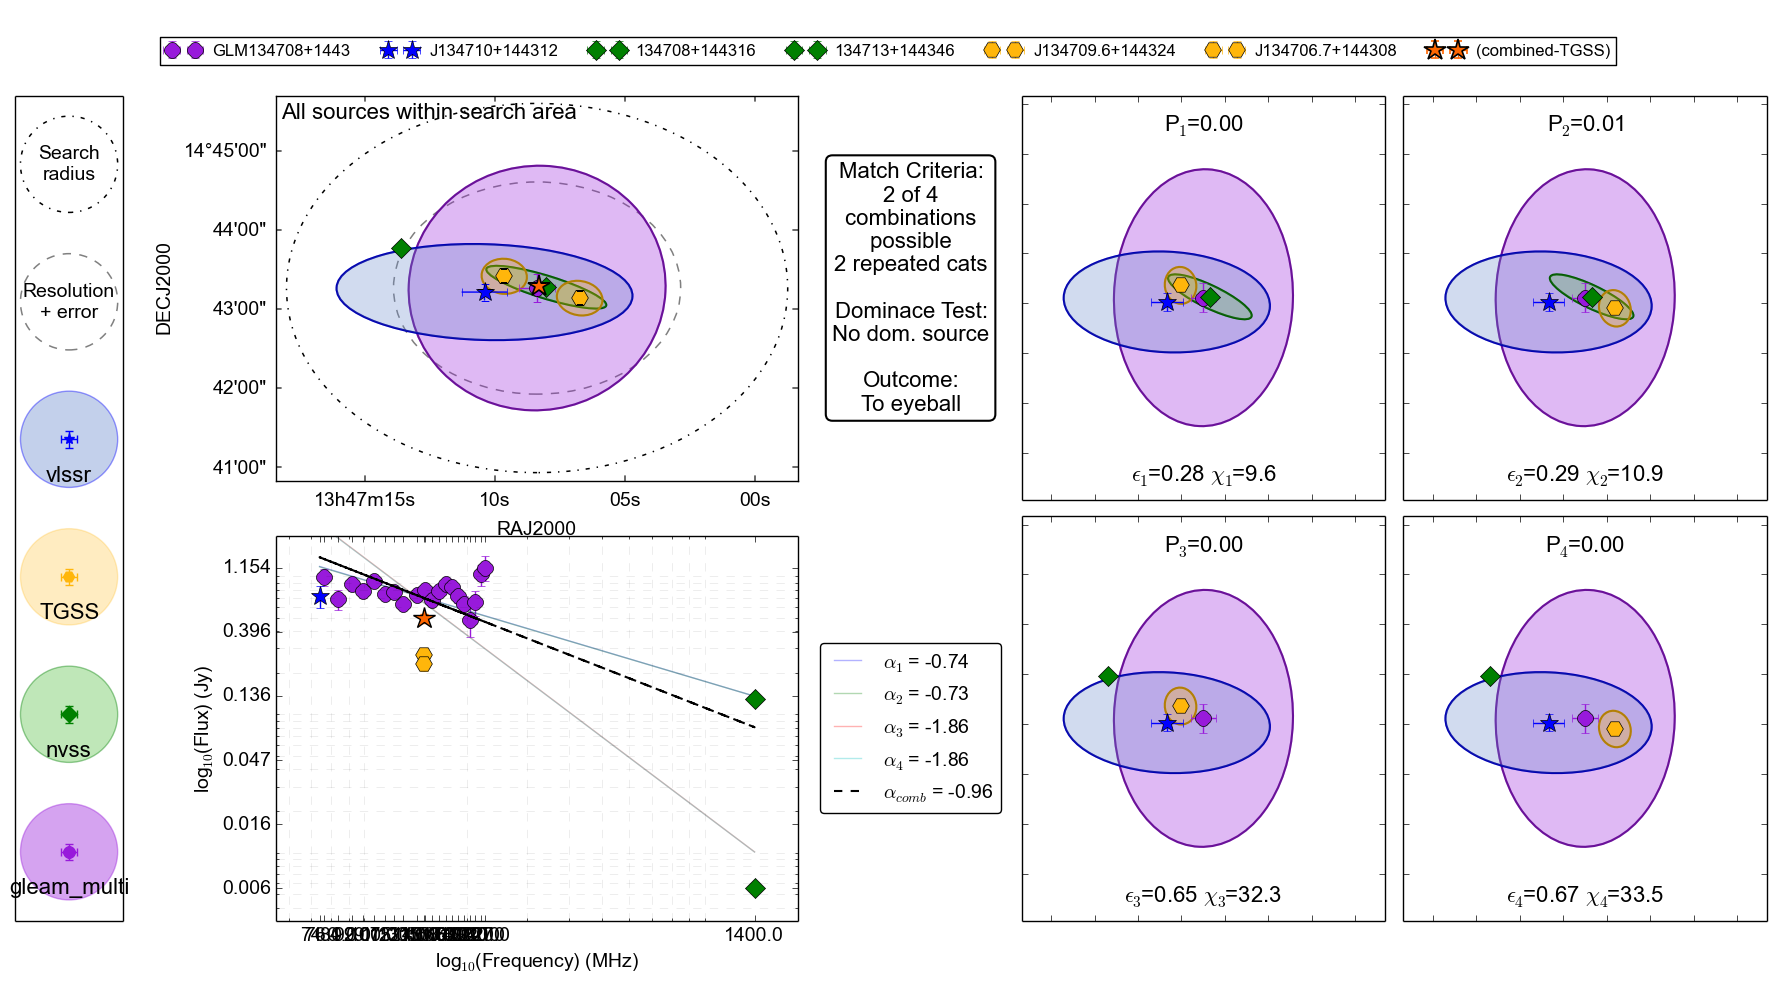 GLM134708+1443 J134710+144312 134708+144316 134713+144346 J134709.6+144324 J134706.7+144308 (combined-TGSS)
Search
radius
Resolution
+ error
vlssr
TGSS
nvss
gleam_multi
All sources within search area
14°45'00"
44'00"
43'00"
42'00"
41'00"
DECJ2000
13h47m15s 10s 05s 00s
RAJ2000
Match Criteria:
2 of 4
combinations
possible
2 repeated cats
Dominace Test:
No dom. source
Outcome:
To eyeball
P1=0.00
ϵ1=0.28 χ1=9.6
P2=0.01
ϵ2=0.29 χ2=10.9
1.154
0.396
0.136
0.047
0.016
0.006
log10(Flux) (Jy)
1400.0
log10(Frequency) (MHz)
α1 = -0.74
α2 = -0.73
α3 = -1.86
α4 = -1.86
αcomb = -0.96
P3=0.00
ϵ3=0.65 χ3=32.3
P4=0.00
ϵ4=0.67 χ4=33.5